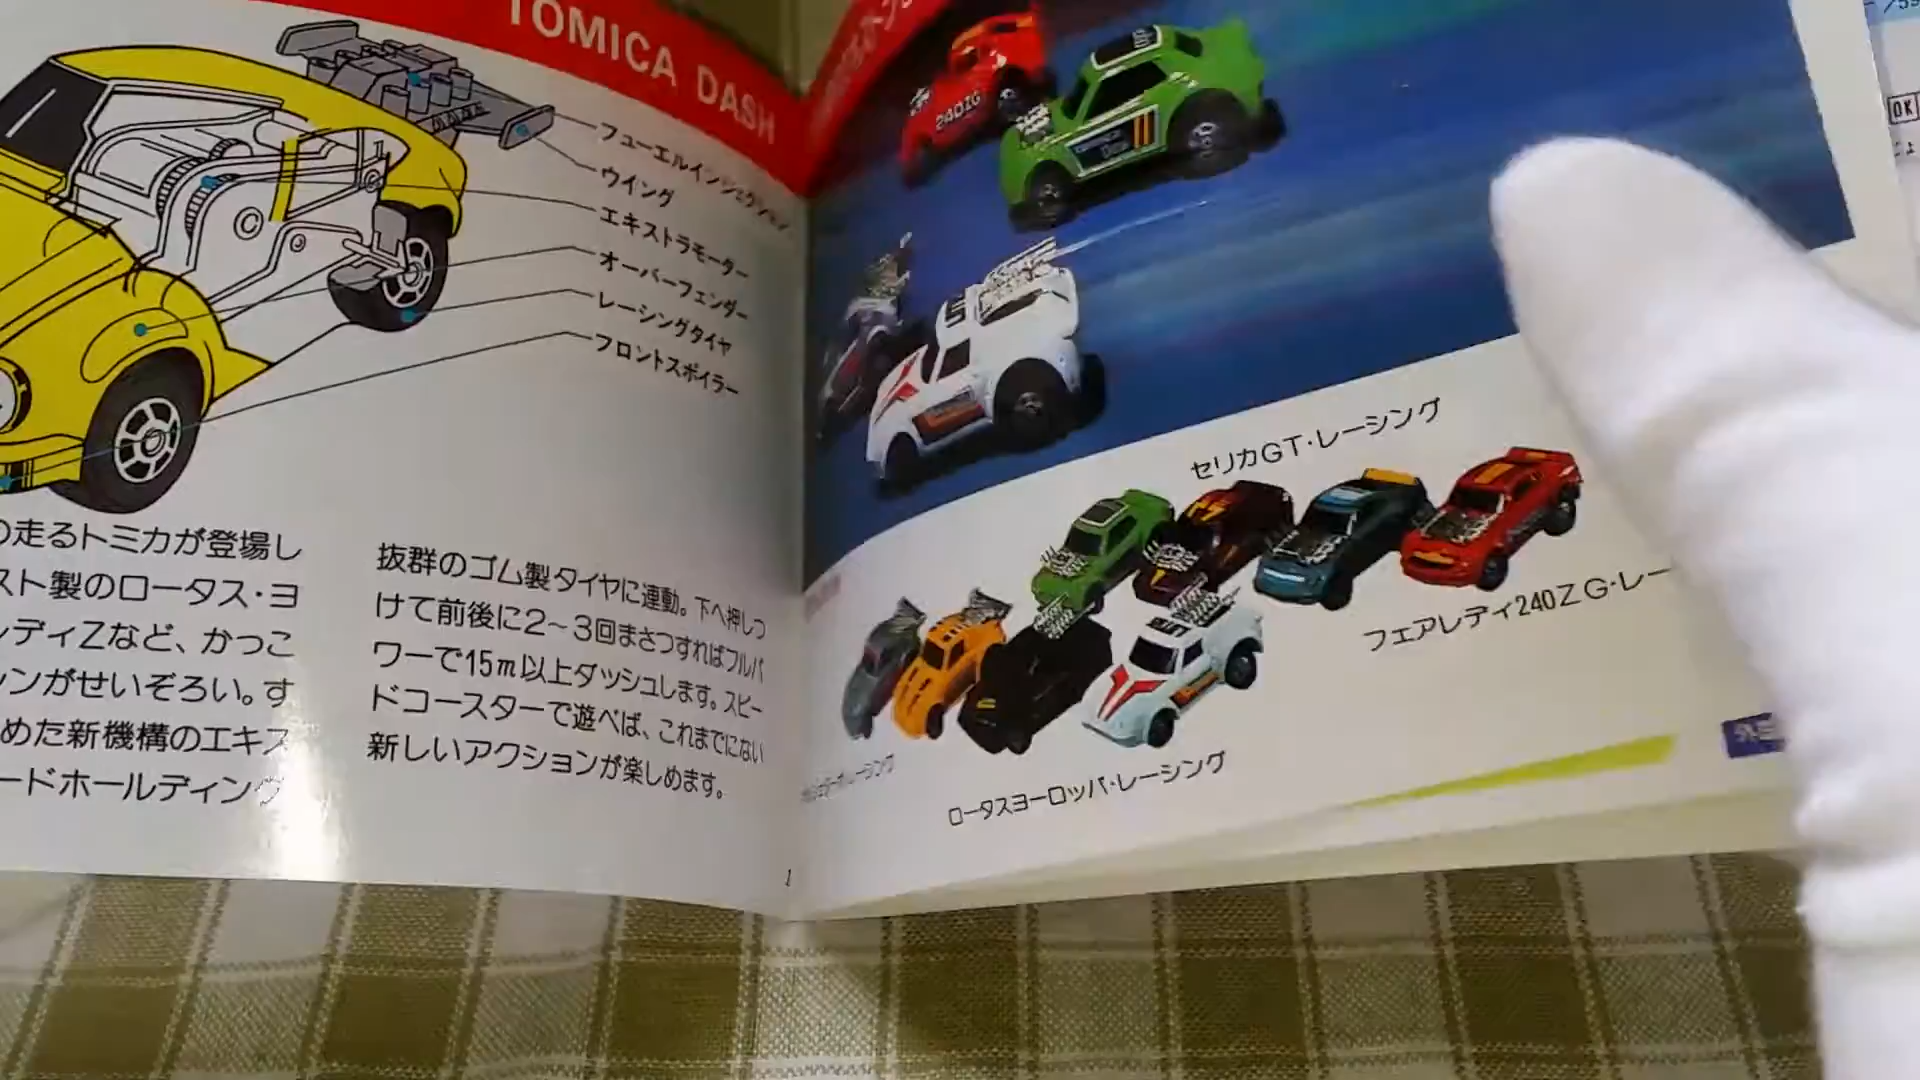 TOMICA DASH
フューエルインジェクション
ウイング
エキストラモーター
オーバーフェンダー
レーシングタイヤ
フロントスポイラー
の走るトミカが登場し
スト製のロータス・ヨ
ディZなど、かっこ
ンがせいぞろい。す
めた新機構のエキス
ードホールディング
抜群のゴム製タイヤに連動。下へ押しつ
けて前後に2〜3回まさつすればフルパ
ワーで15m以上ダッシュします。スピー
ドコースターで遊べば、これまでにない
新しいアクションが楽しめます。
1
240ZG
セリカGT・レーシング
フェアレディ240ZG・レー
ロータスヨーロッパ・レーシング
OK